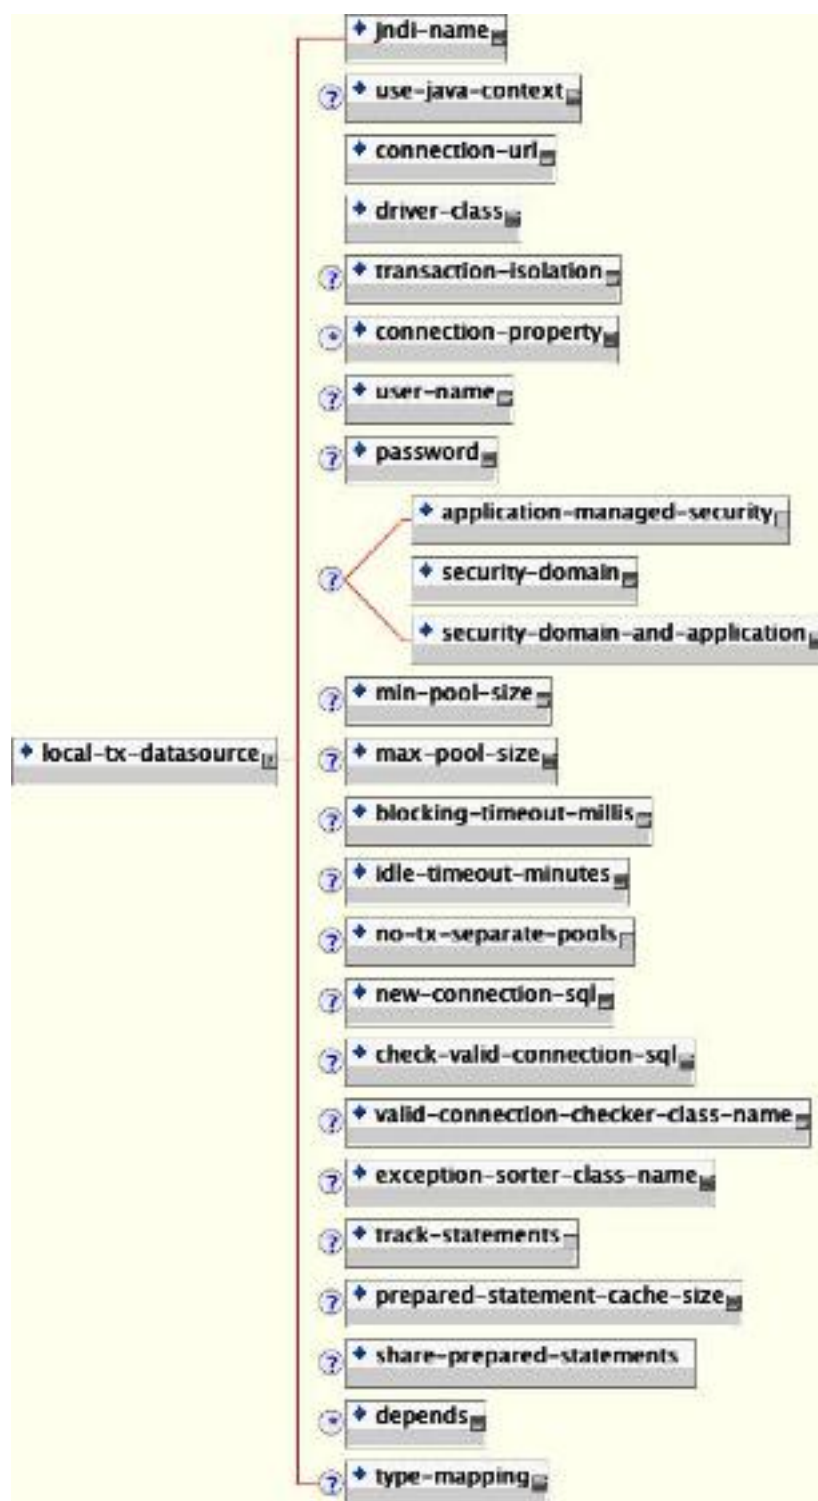 jndi-name
? use-java-context
connection-url
driver-class
? transaction-isolation
* connection-property
? user-name
? password
application-managed-security
? security-domain
security-domain-and-application
? min-pool-size
local-tx-datasource
? max-pool-size
? blocking-timeout-millis
? idle-timeout-minutes
? no-tx-separate-pools
? new-connection-sql
? check-valid-connection-sql
? valid-connection-checker-class-name
? exception-sorter-class-name
? track-statements
? prepared-statement-cache-size
? share-prepared-statements
* depends
? type-mapping